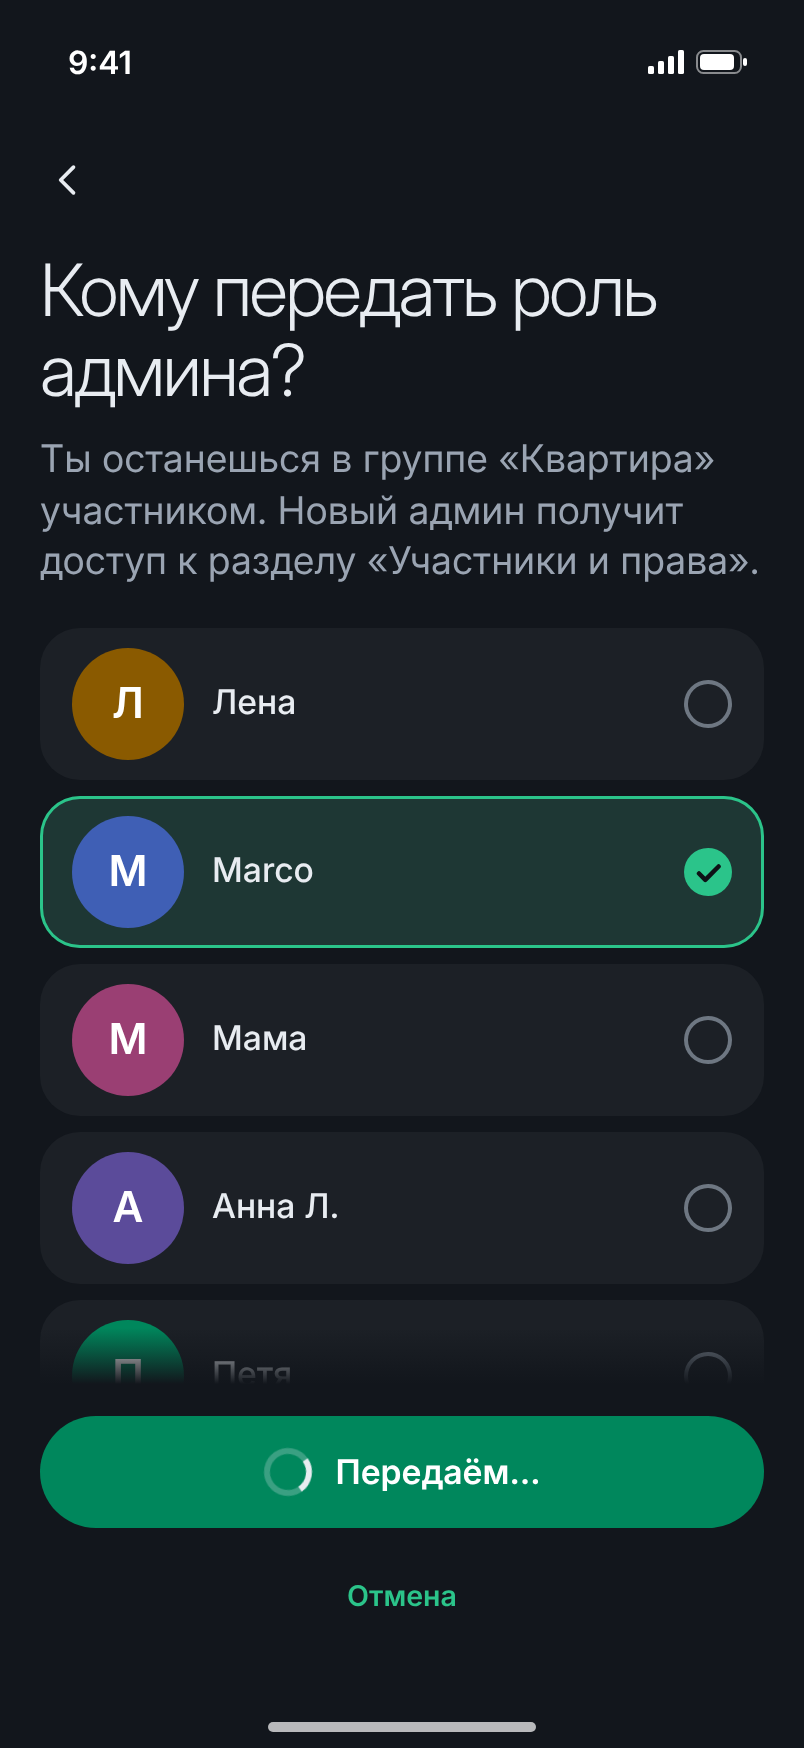 9:41
Кому передать роль
админа?
Ты останешься в группе «Квартира»
участником. Новый админ получит
доступ к разделу «Участники и права».
Л Лена
М Marco
М Мама
А Анна Л.
П Петя
Передаём...
Отмена